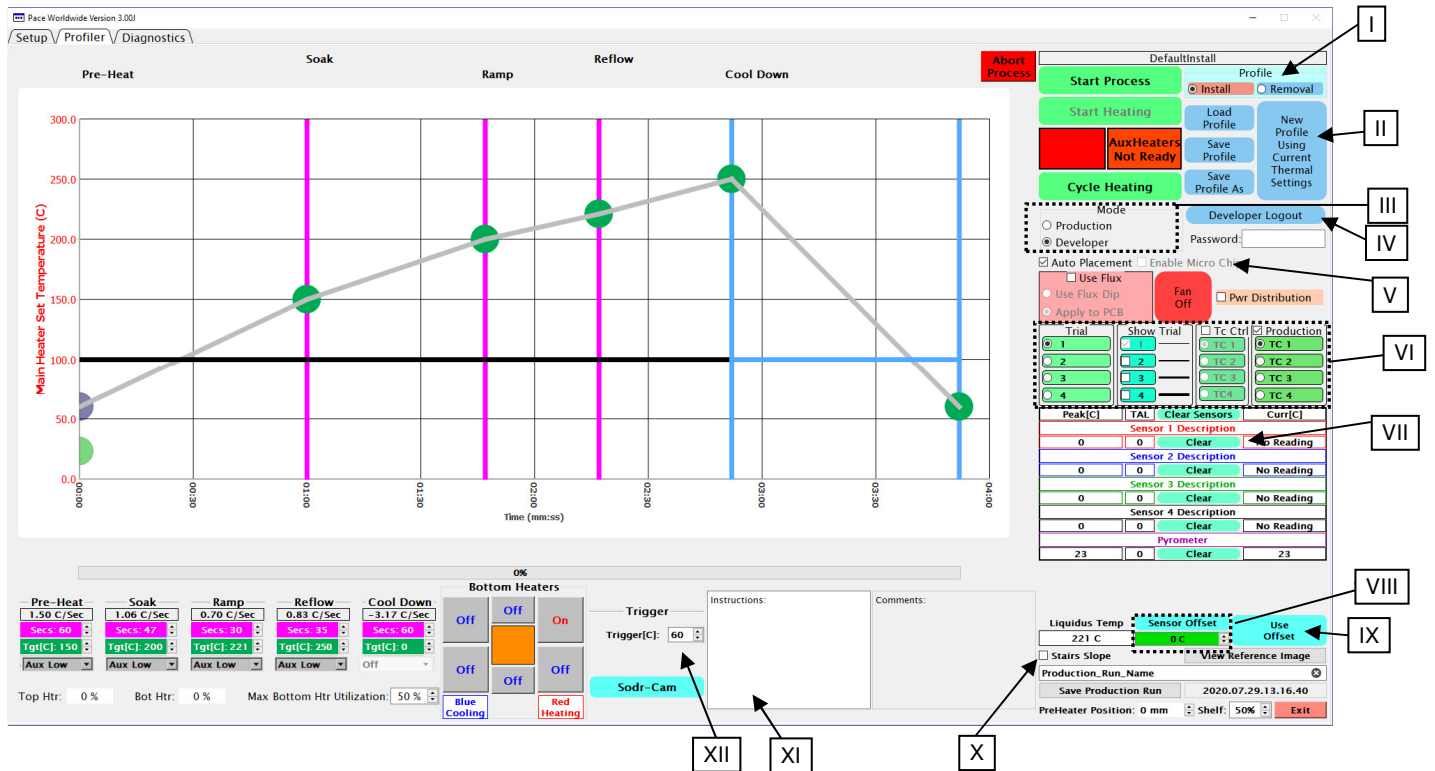 Pace Worldwide Version 3.00J
Setup Profiler Diagnostics
Pre-Heat Soak Ramp Reflow Cool Down
Abort Process
DefaultInstall
Start Process
Profile
Install Removal
I
Start Heating
Load Profile
New Profile Using Current Thermal Settings
II
AuxHeaters Not Ready
Save Profile
Cycle Heating
Save Profile As
Mode
Production
Developer
III
Developer Logout
IV
Password:
Auto Placement Enable Micro Chip
V
Use Flux
Use Flux Dip
Apply to PCB
Fan Off
Pwr Distribution
Trial Show Trial Tc Ctrl Production
1 1 TC 1 TC 1
2 2 TC 2 TC 2
3 3 TC 3 TC 3
4 4 TC4 TC 4
VI
Peak[C] TAL Clear Sensors Curr[C]
Sensor 1 Description
0 0 Clear No Reading
VII
Sensor 2 Description
0 0 Clear No Reading
Sensor 3 Description
0 0 Clear No Reading
Sensor 4 Description
0 0 Clear No Reading
Pyrometer
23 0 Clear 23
Main Heater Set Temperature (C)
300.0
250.0
200.0
150.0
100.0
50.0
0.0
00:00 00:30 01:00 01:30 02:00 02:30 03:00 03:30 04:00
Time (mm:ss)
0%
Pre-Heat Soak Ramp Reflow Cool Down
1.50 C/Sec 1.06 C/Sec 0.70 C/Sec 0.83 C/Sec -3.17 C/Sec
Secs: 60 Secs: 47 Secs: 30 Secs: 35 Secs: 60
Tgt[C]: 150 Tgt[C]: 200 Tgt[C]: 221 Tgt[C]: 250 Tgt[C]: 0
Aux Low Aux Low Aux Low Aux Low Off
Top Htr: 0 % Bot Htr: 0 % Max Bottom Htr Utilization: 50 %
Bottom Heaters
Off Off On
Off Off Off
Blue Cooling
Red Heating
Trigger
Trigger[C]: 60
Sodr-Cam
Instructions:
Comments:
VIII
Liquidus Temp Sensor Offset
221 C 0 C
Use Offset
IX
Stairs Slope View Reference Image
Production_Run_Name
Save Production Run 2020.07.29.13.16.40
PreHeater Position: 0 mm Shelf: 50% Exit
XII
XI
X